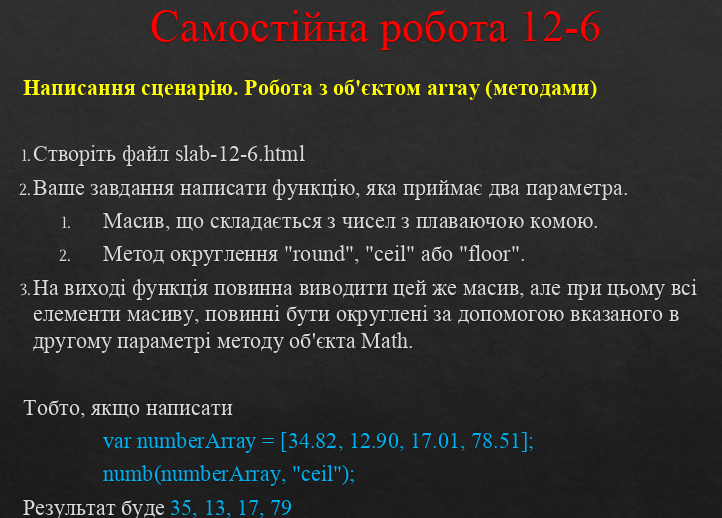 Самостійна робота 12-6
Написання сценарію. Робота з об'єктом array (методами)
1. Створіть файл slab-12-6.html
2. Ваше завдання написати функцію, яка приймає два параметра.
1. Масив, що складається з чисел з плаваючою комою.
2. Метод округлення "round", "ceil" або "floor".
3. На виході функція повинна виводити цей же масив, але при цьому всі
елементи масиву, повинні бути округлені за допомогою вказаного в
другому параметрі методу об'єкта Math.
Тобто, якщо написати
var numberArray = [34.82, 12.90, 17.01, 78.51];
numb(numberArray, "ceil");
Результат буде 35, 13, 17, 79